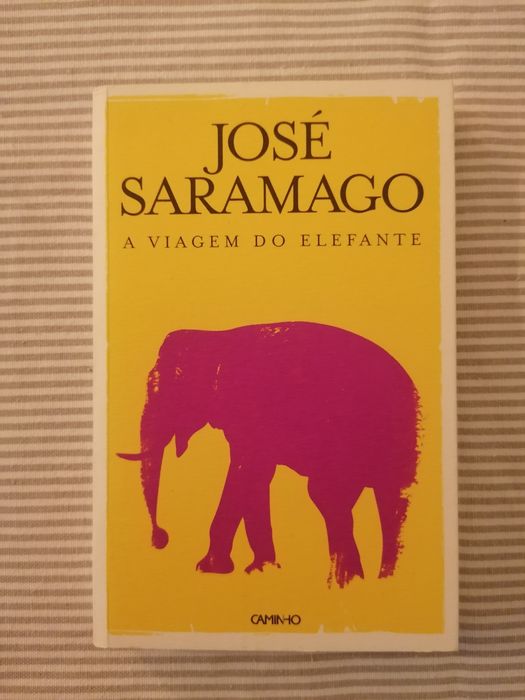 JOSÉ
SARAMAGO
A VIAGEM DO ELEFANTE
CAMINHO